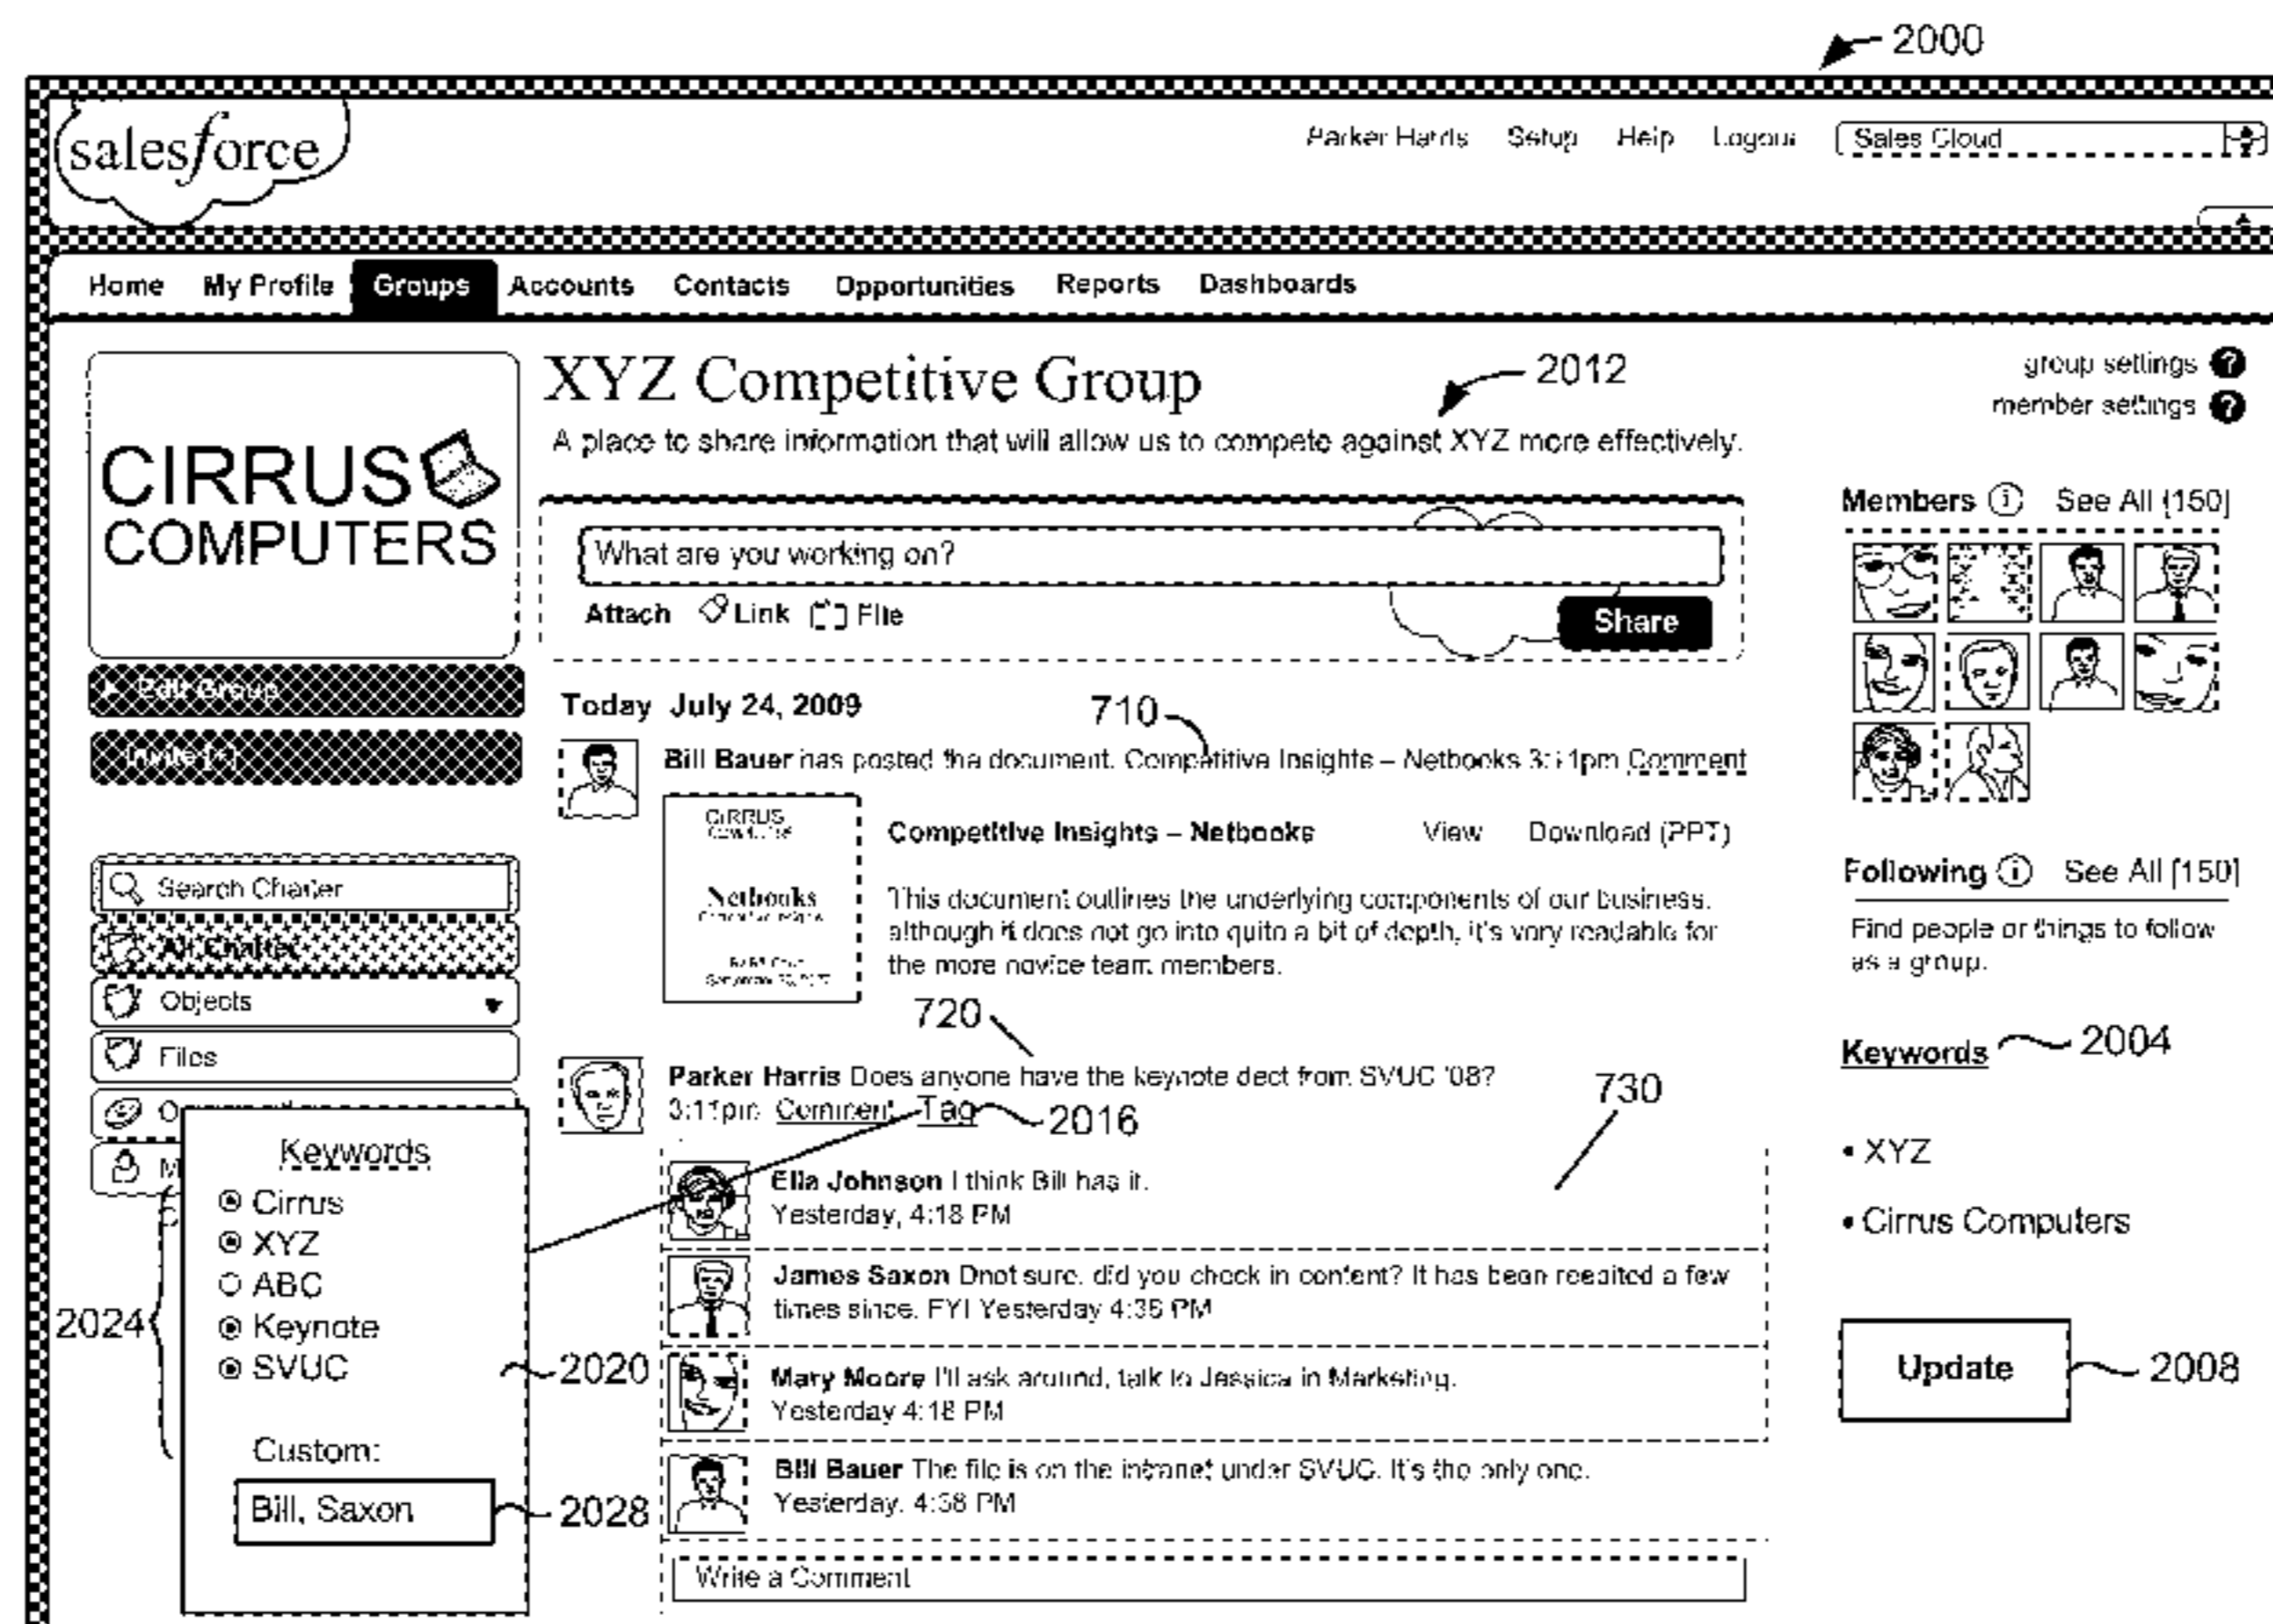 2000
salesforce
Parker Harris Setup Help Logout Sales Cloud
Home My Profile Groups Accounts Contacts Opportunities Reports Dashboards
CIRRUS
COMPUTERS
XYZ Competitive Group
2012
A place to share information that will allow us to compete against XYZ more effectively.
group settings ?
member settings ?
What are you working on?
Attach Link File
Share
Edit Group
Invite [+]
Members i See All [150]
Today July 24, 2009
710
Bill Bauer has posted the document. Competitive Insights – Netbooks 3:11pm Comment
CIRRUS
Netbooks
Competitive Insights – Netbooks View Download (PPT)
This document outlines the underlying components of our business.
although it does not go into quite a bit of depth, it's very readable for
the more novice team members.
Search Chatter
All Chatter
Objects
Files
Following i See All [150]
Find people or things to follow
as a group.
720
Parker Harris Does anyone have the keynote dect from SVUC '08?
3:11pm Comment Tag
2016
730
Keywords
2004
• XYZ
• Cirrus Computers
Update
2008
Ella Johnson I think Bill has it.
Yesterday, 4:18 PM
James Saxon Dnot sure. did you check in content? It has been reedited a few
times since. FYI Yesterday 4:36 PM
Mary Moore I'll ask around, talk to Jessica in Marketing.
Yesterday 4:18 PM
Bill Bauer The file is on the intranet under SVUC. It's the only one.
Yesterday. 4:38 PM
Write a Comment
Keywords
Cirrus
XYZ
ABC
Keynote
SVUC
2024
2020
Custom:
Bill, Saxon
2028